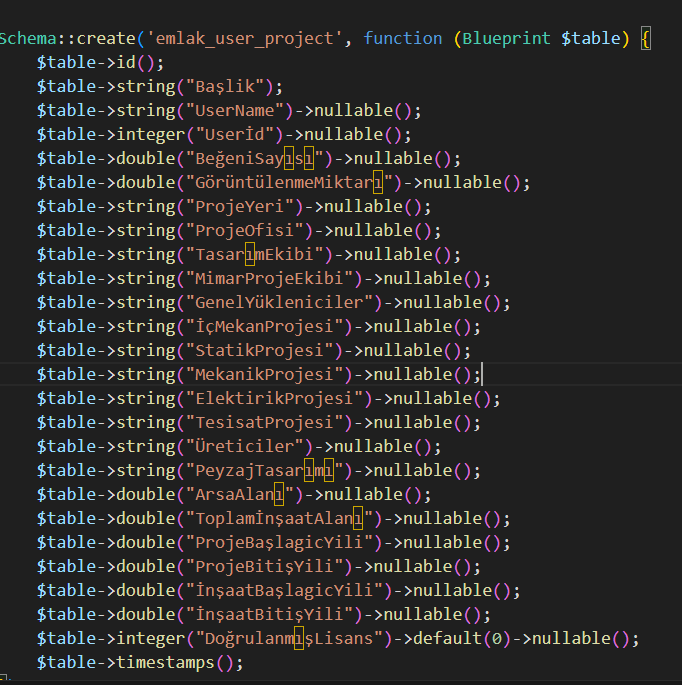 Schema::create('emlak_user_project', function (Blueprint $table) {
$table->id();
$table->string("Başlik");
$table->string("UserName")->nullable();
$table->integer("Userİd")->nullable();
$table->double("BeğeniSayısı")->nullable();
$table->double("GörüntülenmeMiktarı")->nullable();
$table->string("ProjeYeri")->nullable();
$table->string("ProjeOfisi")->nullable();
$table->string("TasarımEkibi")->nullable();
$table->string("MimarProjeEkibi")->nullable();
$table->string("GenelYükleniciler")->nullable();
$table->string("İçMekanProjesi")->nullable();
$table->string("StatikProjesi")->nullable();
$table->string("MekanikProjesi")->nullable();
$table->string("ElektirikProjesi")->nullable();
$table->string("TesisatProjesi")->nullable();
$table->string("Üreticiler")->nullable();
$table->string("PeyzajTasarımı")->nullable();
$table->double("ArsaAlanı")->nullable();
$table->double("ToplamİnşaatAlanı")->nullable();
$table->double("ProjeBaşlagicYili")->nullable();
$table->double("ProjeBitişYili")->nullable();
$table->double("İnşaatBaşlagicYili")->nullable();
$table->double("İnşaatBitişYili")->nullable();
$table->integer("DoğrulanmışLisans")->default(0)->nullable();
$table->timestamps();